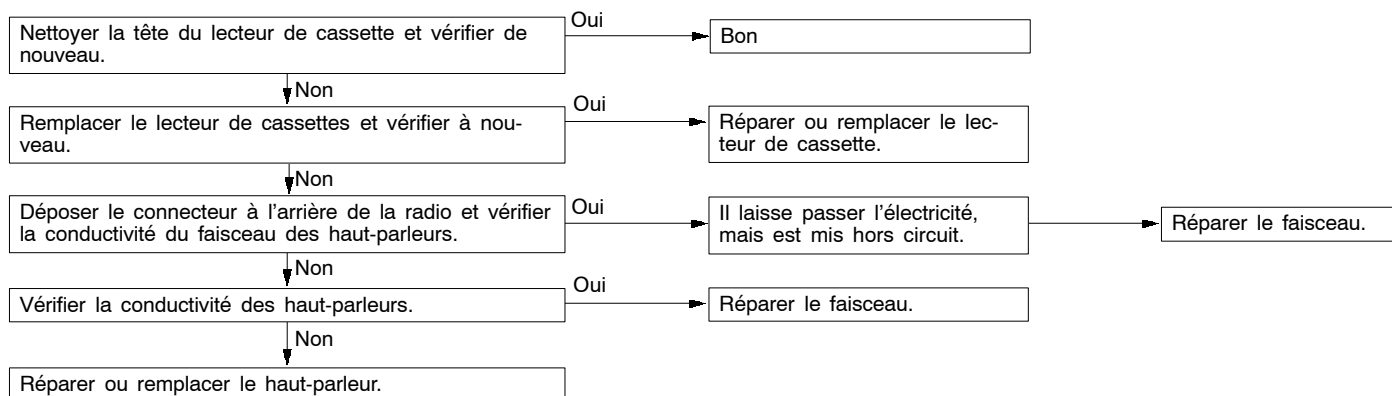 Nettoyer la tête du lecteur de cassette et vérifier de
nouveau.
Oui
Bon
Non
Remplacer le lecteur de cassettes et vérifier à nou-
veau.
Oui
Réparer ou remplacer le lec-
teur de cassette.
Non
Déposer le connecteur à l'arrière de la radio et vérifier
la conductivité du faisceau des haut-parleurs.
Oui
Il laisse passer l'électricité,
mais est mis hors circuit.
Réparer le faisceau.
Non
Vérifier la conductivité des haut-parleurs.
Oui
Réparer le faisceau.
Non
Réparer ou remplacer le haut-parleur.